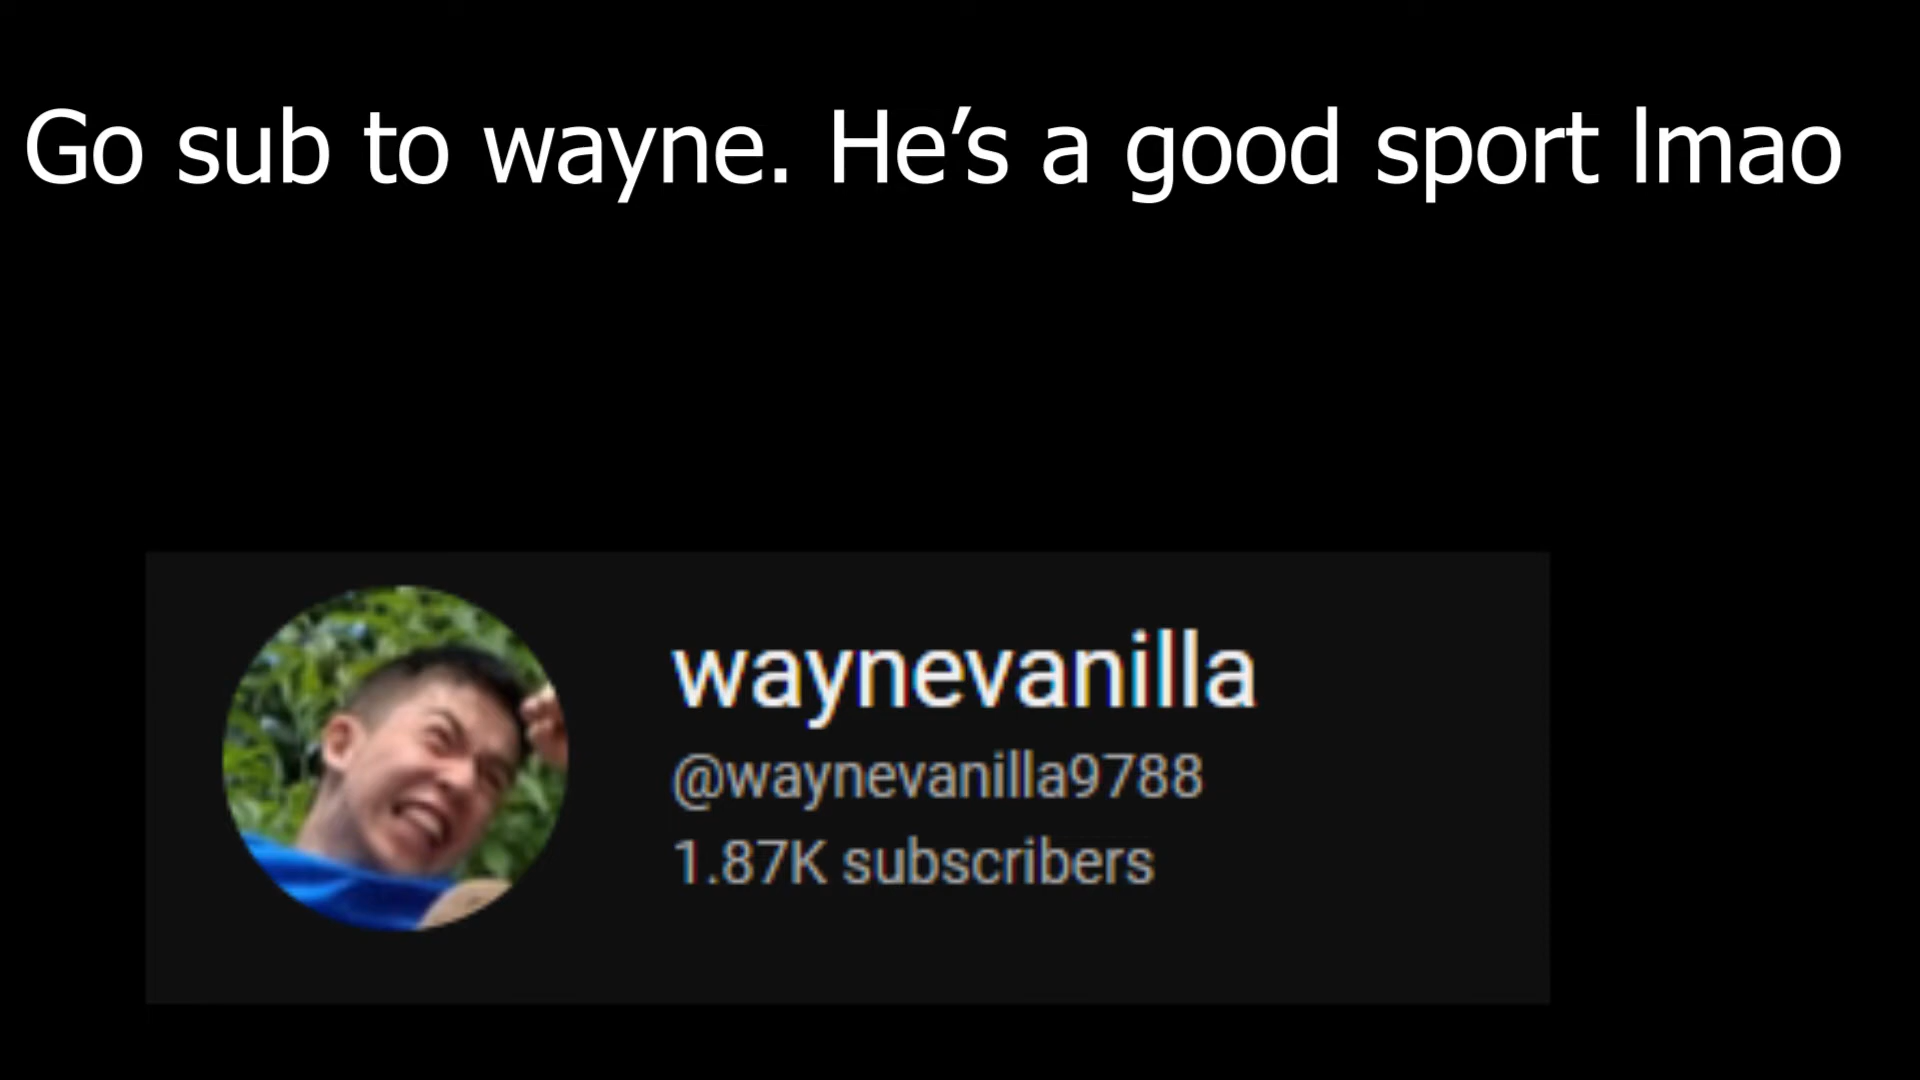 Go sub to wayne. He’s a good sport lmao
waynevanilla
@waynevanilla9788
1.87K subscribers